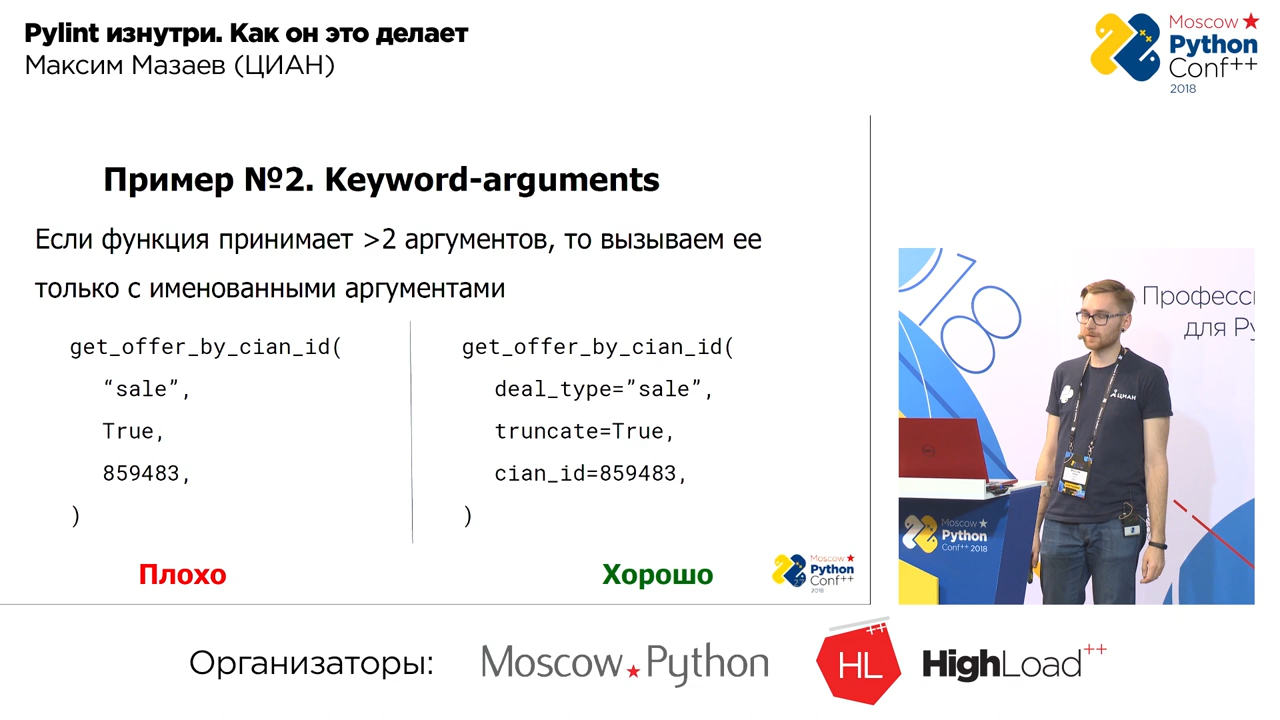 Pylint изнутри. Как он это делает
Максим Мазаев (ЦИАН)
Moscow
Python
Conf++
2018
Пример №2. Keyword-arguments
Если функция принимает >2 аргументов, то вызываем ее
только с именованными аргументами
get_offer_by_cian_id(
“sale”,
True,
859483,
)
Плохо
get_offer_by_cian_id(
deal_type=”sale”,
truncate=True,
cian_id=859483,
)
Хорошо
Moscow
Python
Conf++
2018
018
Професс
для Ру
ЦИАН
DELL
Moscow
Python
Conf++ 2018
Организаторы:
Moscow Python
HL++
HighLoad++